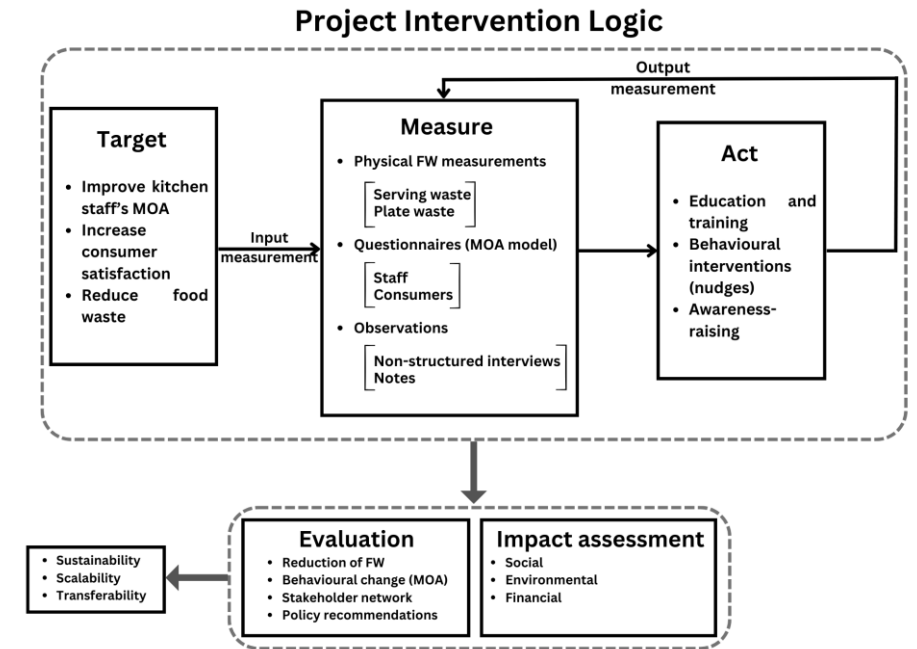 Project Intervention Logic
Output
measurement
Target
• Improve kitchen
staff's MOA
• Increase
consumer
satisfaction
• Reduce food
waste
Input
measurement
Measure
• Physical FW measurements
Serving waste
Plate waste
• Questionnaires (MOA model)
Staff
Consumers
• Observations
Non-structured interviews
Notes
Act
• Education and
training
• Behavioural
interventions
(nudges)
• Awareness-
raising
Evaluation
• Reduction of FW
• Behavioural change (MOA)
• Stakeholder network
• Policy recommendations
Impact assessment
• Social
• Environmental
• Financial
• Sustainability
• Scalability
• Transferability